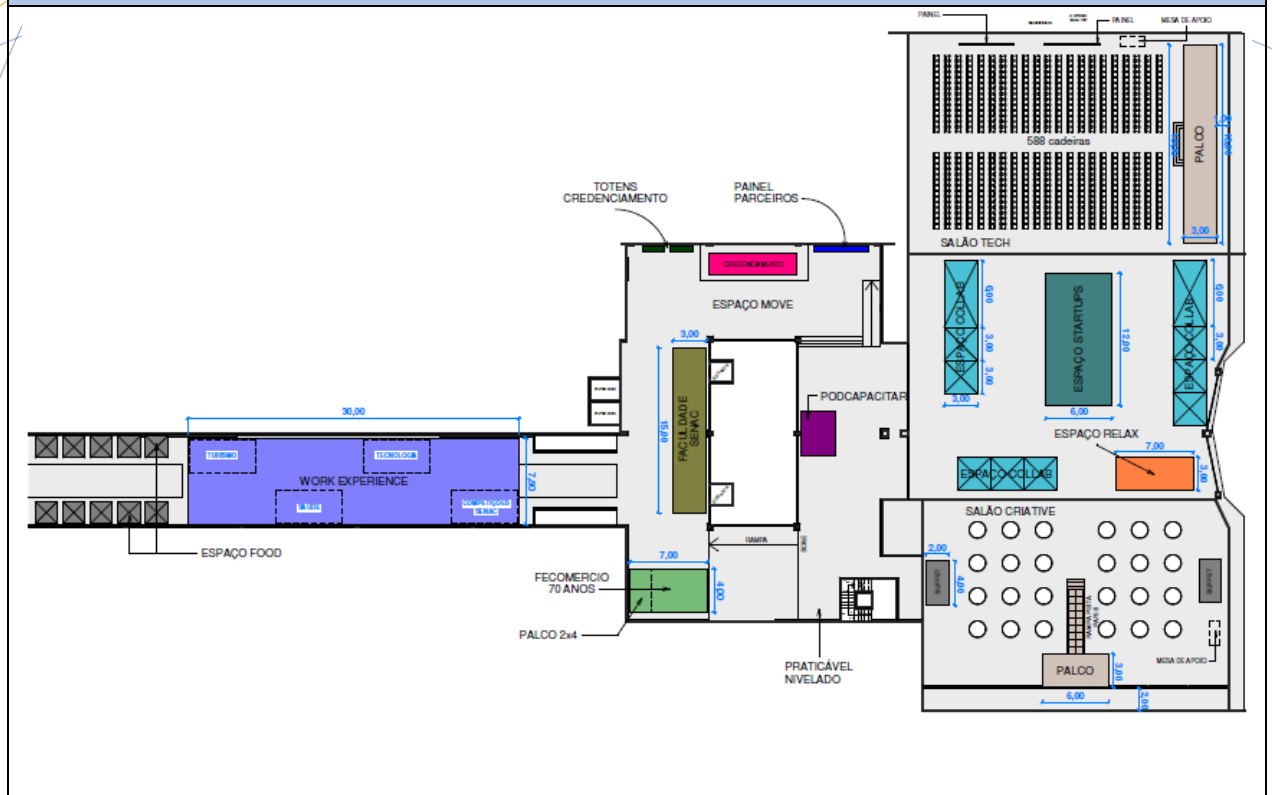 PAINEL
PAINEL
MESA DE APOIO
588 cadeiras
PALCO
3,00
SALÃO TECH
TOTENS
CREDENCIAMENTO
PAINEL
PARCEIROS
CREDENCIAMENTO
ESPAÇO MOVE
ESPAÇO COLLAB
6,00
3,00
3,00
3,00
ESPAÇO STARTUPS
12,00
6,00
ESPAÇO COLLAB
6,00
3,00
3,00
15,00
FACULDADE
SENAC
PODCAPACITAR
ESPAÇO RELAX
7,00
3,00
ESPAÇO COLLAB
30,00
TURISMO
TECNOLOGIA
WORK EXPERIENCE
7,80
ESPAÇO FOOD
RAMPA
SOBE
7,00
4,00
FECOMERCIO
70 ANOS
PALCO 2x4
PRATICÁVEL
NIVELADO
SALÃO CRIATIVE
2,00
4,00
BUFFET
BUFFET
MESA DE APOIO
PALCO
3,00
6,00
2,00